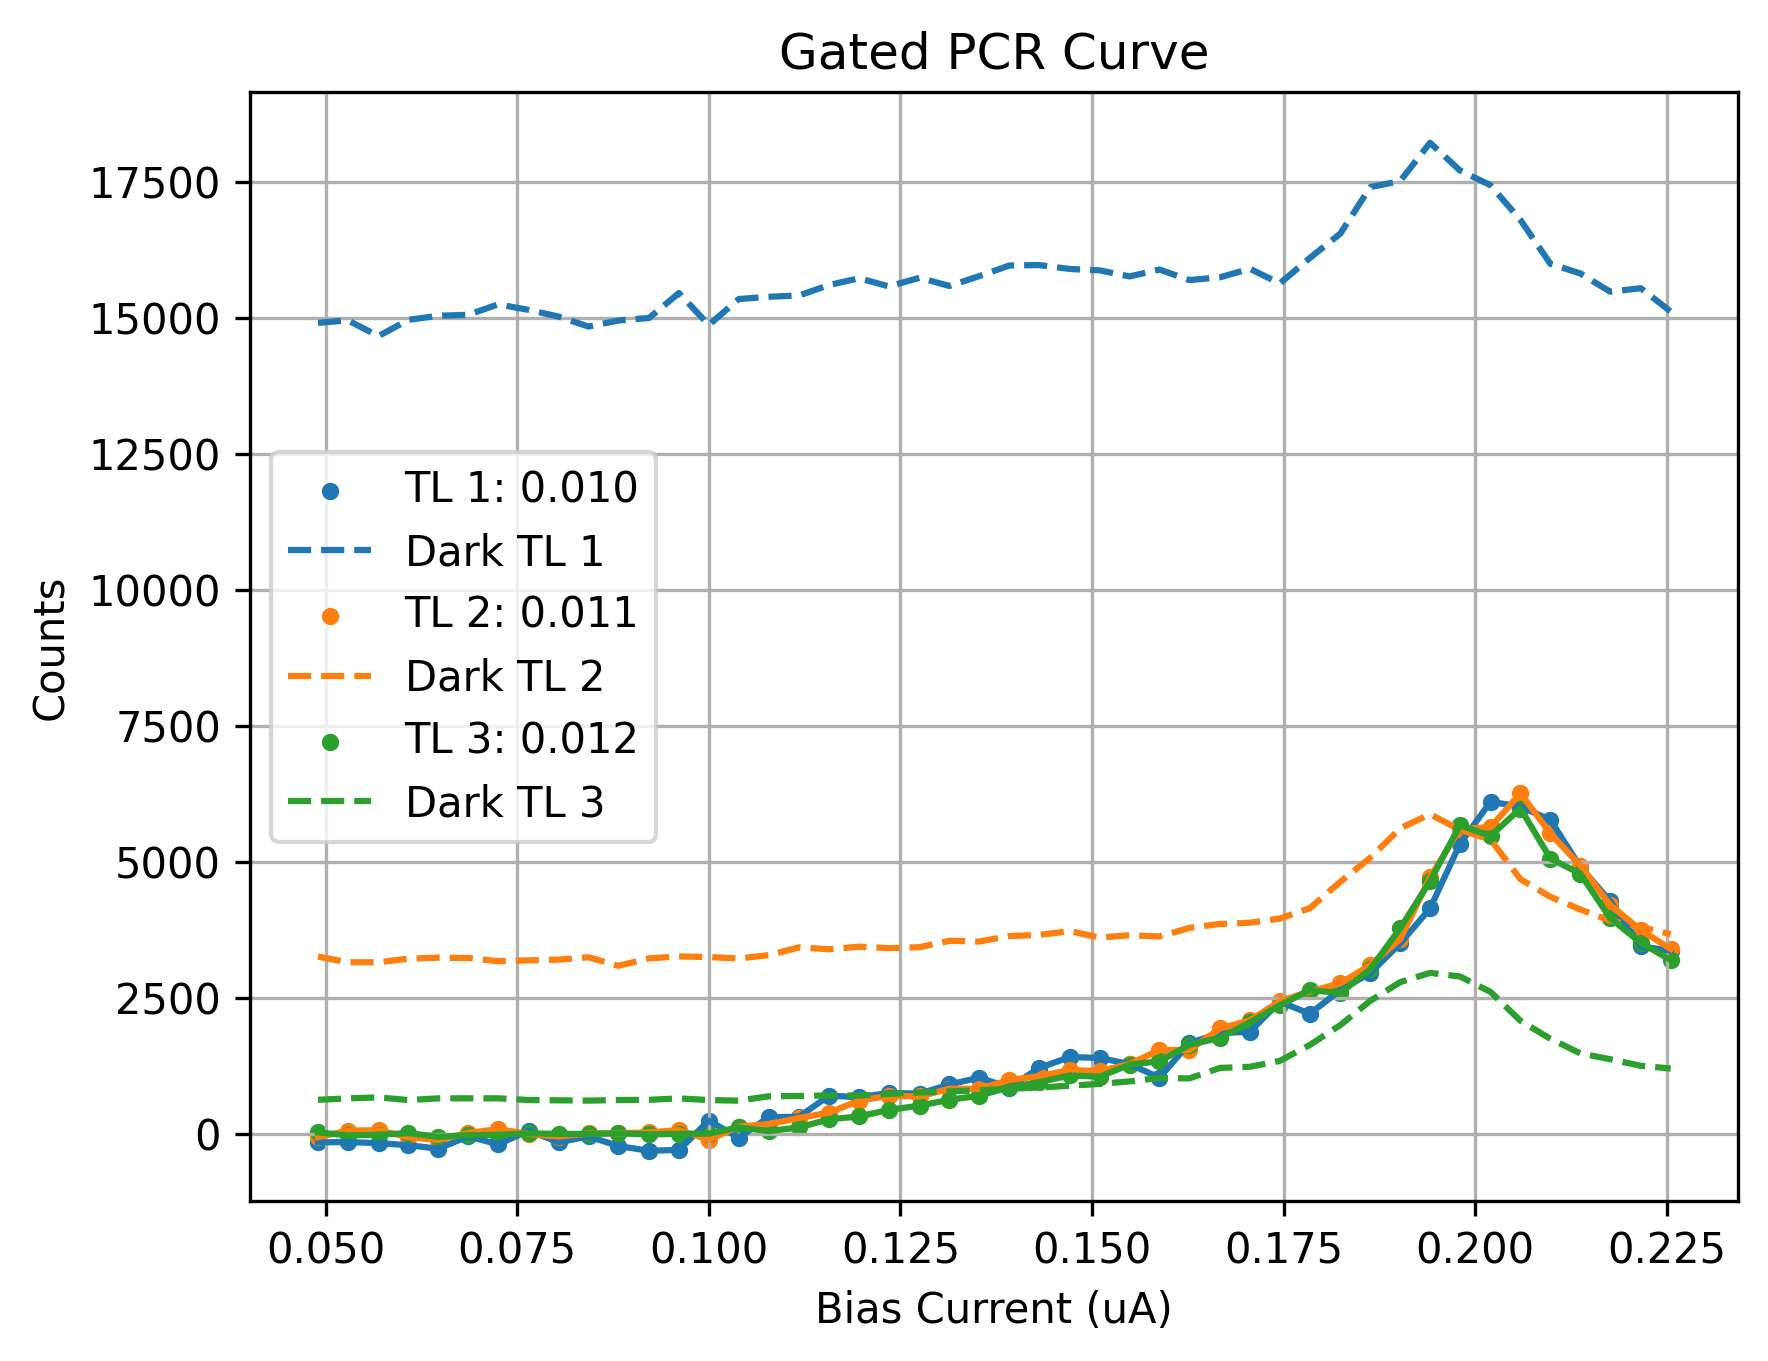 Gated PCR Curve
17500
15000
12500
10000
7500
5000
2500
0
Counts
TL 1: 0.010
Dark TL 1
TL 2: 0.011
Dark TL 2
TL 3: 0.012
Dark TL 3
0.050 0.075 0.100 0.125 0.150 0.175 0.200 0.225
Bias Current (uA)